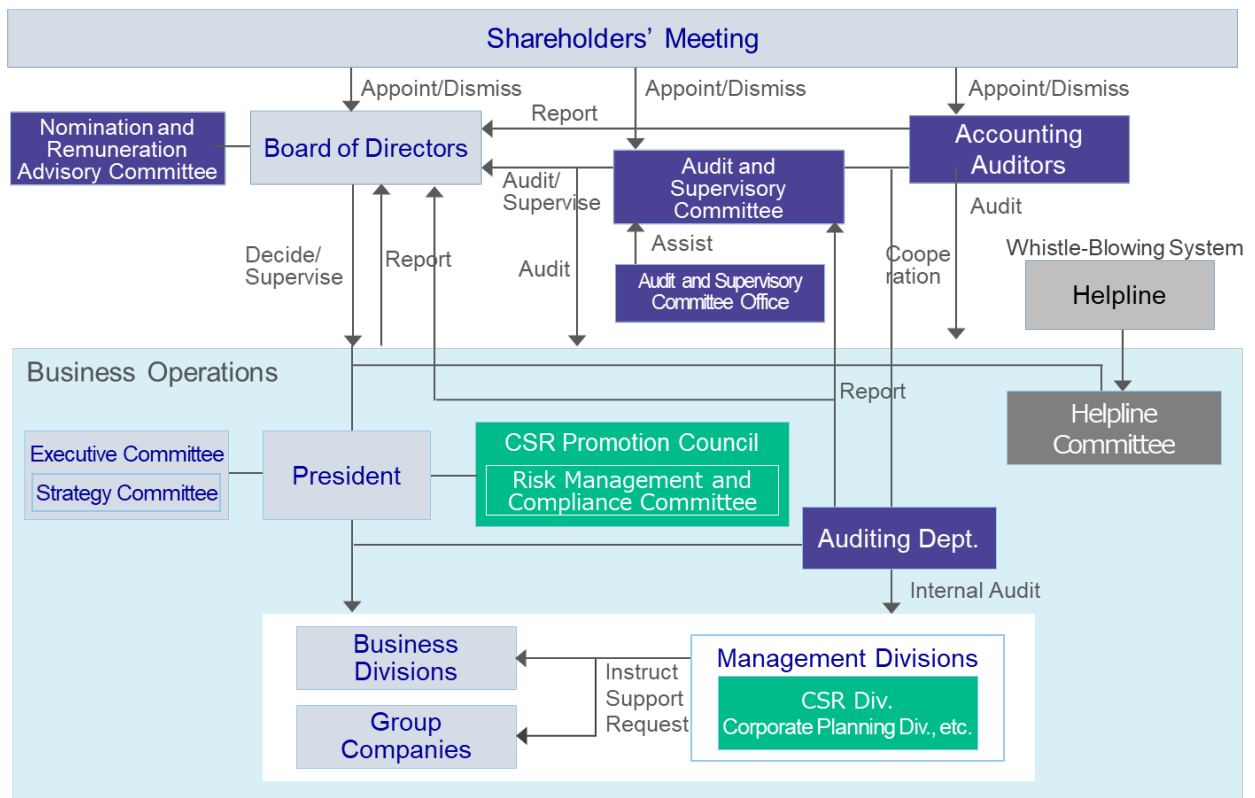 Shareholders' Meeting
Appoint/Dismiss
Appoint/Dismiss
Appoint/Dismiss
Nomination and
Remuneration
Advisory Committee
Board of Directors
Report
Accounting
Auditors
Audit/
Supervise
Audit and
Supervisory
Committee
Audit
Decide/
Supervise
Report
Audit
Assist
Coope
ration
Audit and Supervisory
Committee Office
Whistle-Blowing System
Helpline
Business Operations
Report
Helpline
Committee
Executive Committee
Strategy Committee
President
CSR Promotion Council
Risk Management and
Compliance Committee
Auditing Dept.
Internal Audit
Business
Divisions
Group
Companies
Instruct
Support
Request
Management Divisions
CSR Div.
Corporate Planning Div., etc.